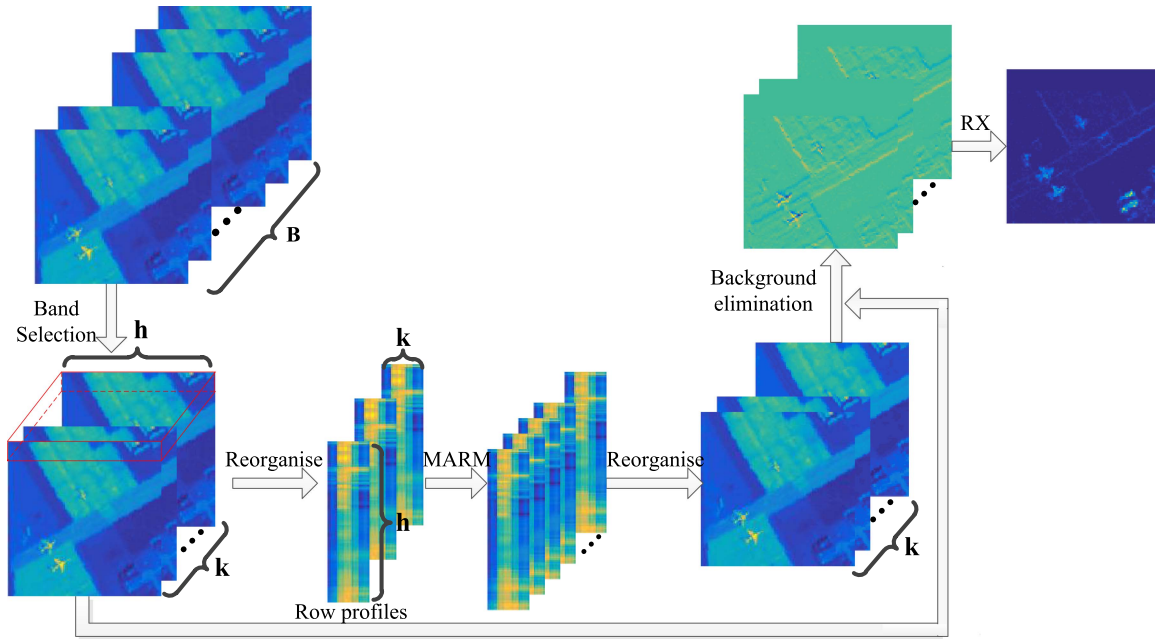 B
Band
Selection
h
k
Reorganise
k
h
Row profiles
MARM
Reorganise
k
Background
elimination
RX